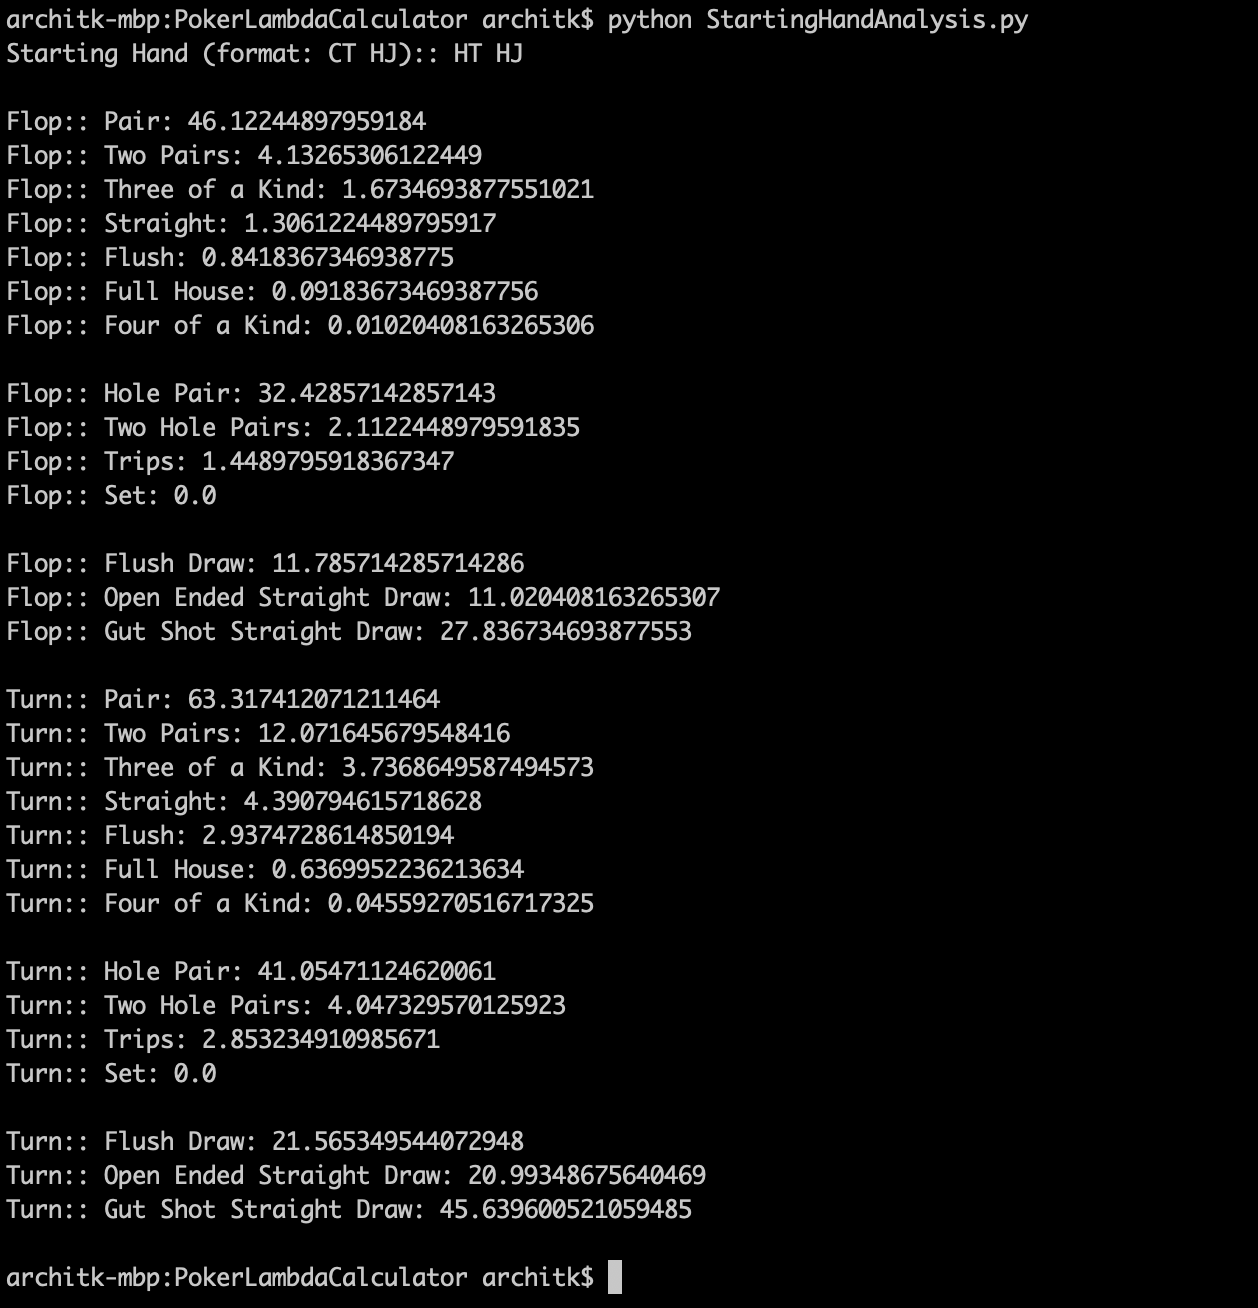 architk-mbp:PokerLambdaCalculator architk$ python StartingHandAnalysis.py
Starting Hand (format: CT HJ):: HT HJ
Flop:: Pair: 46.12244897959184
Flop:: Two Pairs: 4.13265306122449
Flop:: Three of a Kind: 1.6734693877551021
Flop:: Straight: 1.3061224489795917
Flop:: Flush: 0.8418367346938775
Flop:: Full House: 0.09183673469387756
Flop:: Four of a Kind: 0.01020408163265306
Flop:: Hole Pair: 32.42857142857143
Flop:: Two Hole Pairs: 2.1122448979591835
Flop:: Trips: 1.4489795918367347
Flop:: Set: 0.0
Flop:: Flush Draw: 11.785714285714286
Flop:: Open Ended Straight Draw: 11.020408163265307
Flop:: Gut Shot Straight Draw: 27.836734693877553
Turn:: Pair: 63.317412071211464
Turn:: Two Pairs: 12.071645679548416
Turn:: Three of a Kind: 3.7368649587494573
Turn:: Straight: 4.390794615718628
Turn:: Flush: 2.9374728614850194
Turn:: Full House: 0.6369952236213634
Turn:: Four of a Kind: 0.04559270516717325
Turn:: Hole Pair: 41.05471124620061
Turn:: Two Hole Pairs: 4.047329570125923
Turn:: Trips: 2.853234910985671
Turn:: Set: 0.0
Turn:: Flush Draw: 21.565349544072948
Turn:: Open Ended Straight Draw: 20.99348675640469
Turn:: Gut Shot Straight Draw: 45.639600521059485
architk-mbp:PokerLambdaCalculator architk$